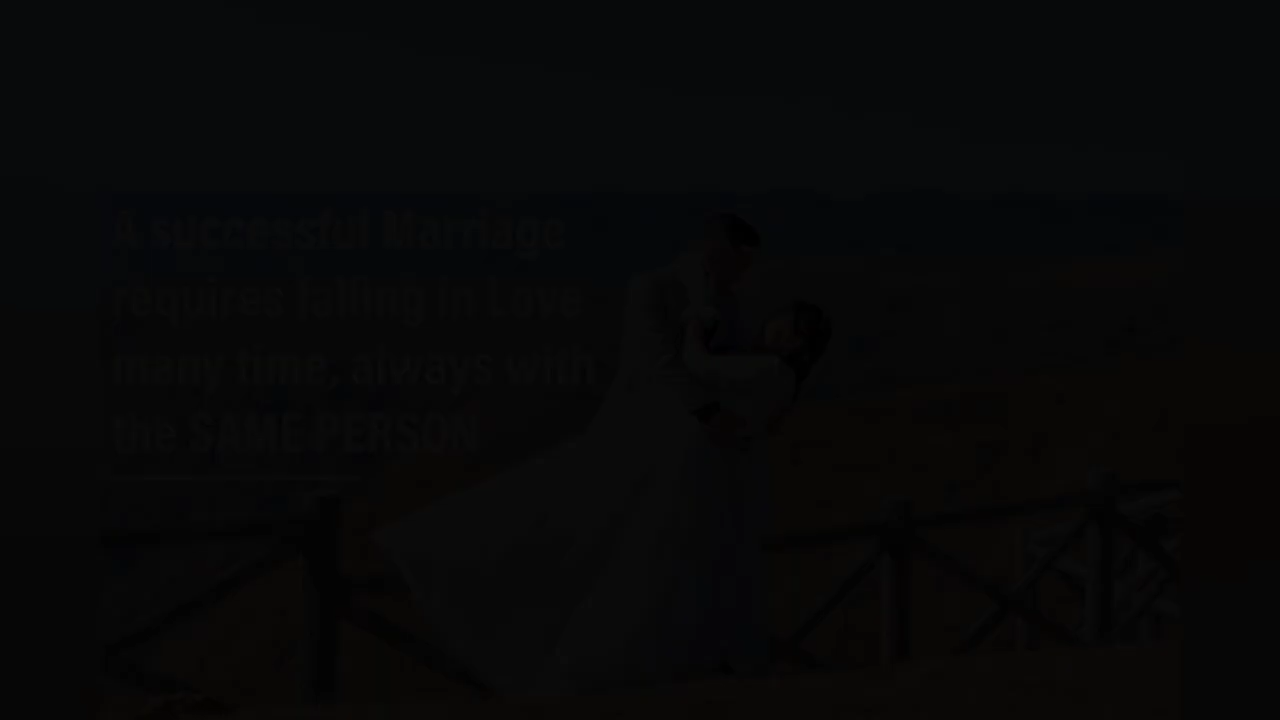 A successful Marriage
requires falling in Love
many time, always with
the SAME PERSON